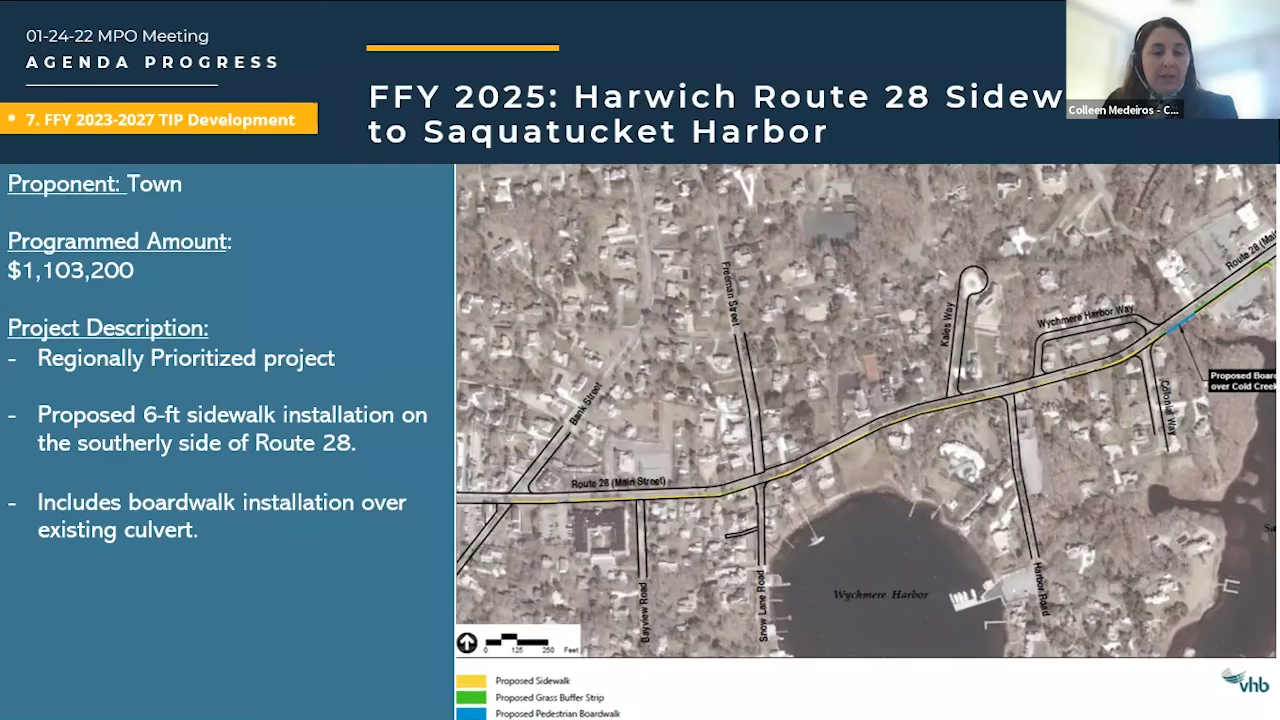 01-24-22 MPO Meeting
AGENDA PROGRESS
* 7. FFY 2023-2027 TIP Development
FFY 2025: Harwich Route 28 Sidew
to Saquatucket Harbor
Colleen Medeiros - C...
Proponent: Town
Programmed Amount:
$1,103,200
Project Description:
- Regionally Prioritized project
- Proposed 6-ft sidewalk installation on
the southerly side of Route 28.
- Includes boardwalk installation over
existing culvert.
Route 28 (Mai
Freeman Street
Kales Way
Wychmere Harbor Way
Proposed Boar
over Cold Creek
Colonial Way
Bank Street
Route 28 (Main Street)
Sa
Wychmere Harbor
Harbor Road
Bayview Road
Snow Lane Road
0 125 250 Feet
Proposed Sidewalk
Proposed Grass Buffer Strip
Proposed Pedestrian Boardwalk
vhb